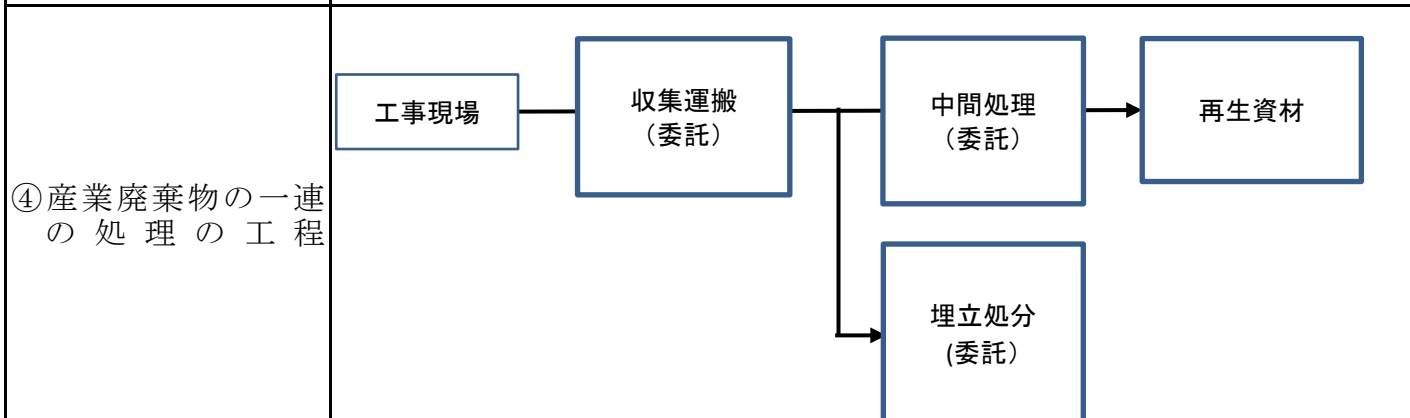 ④産業廃棄物の一連
の処理の工程
工事現場
収集運搬
（委託）
中間処理
（委託）
再生資材
埋立処分
(委託）